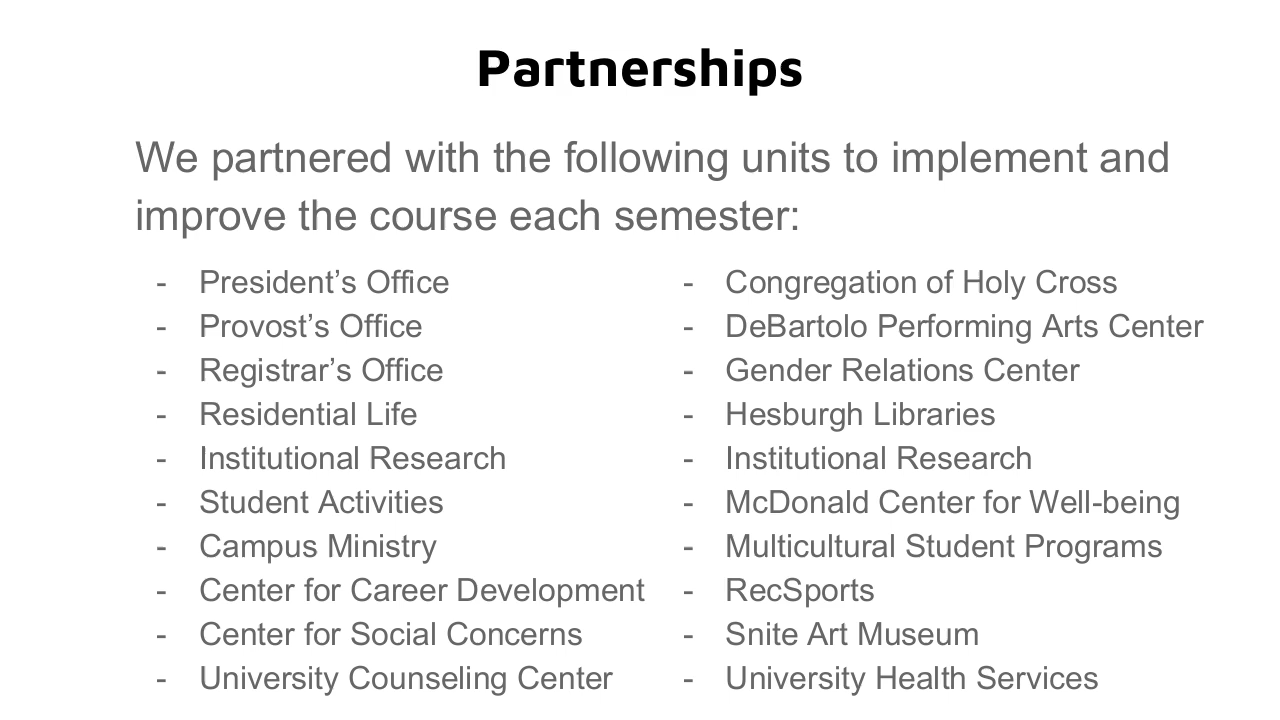 Partnerships
We partnered with the following units to implement and
improve the course each semester:
- President’s Office
- Provost’s Office
- Registrar’s Office
- Residential Life
- Institutional Research
- Student Activities
- Campus Ministry
- Center for Career Development
- Center for Social Concerns
- University Counseling Center
- Congregation of Holy Cross
- DeBartolo Performing Arts Center
- Gender Relations Center
- Hesburgh Libraries
- Institutional Research
- McDonald Center for Well-being
- Multicultural Student Programs
- RecSports
- Snite Art Museum
- University Health Services